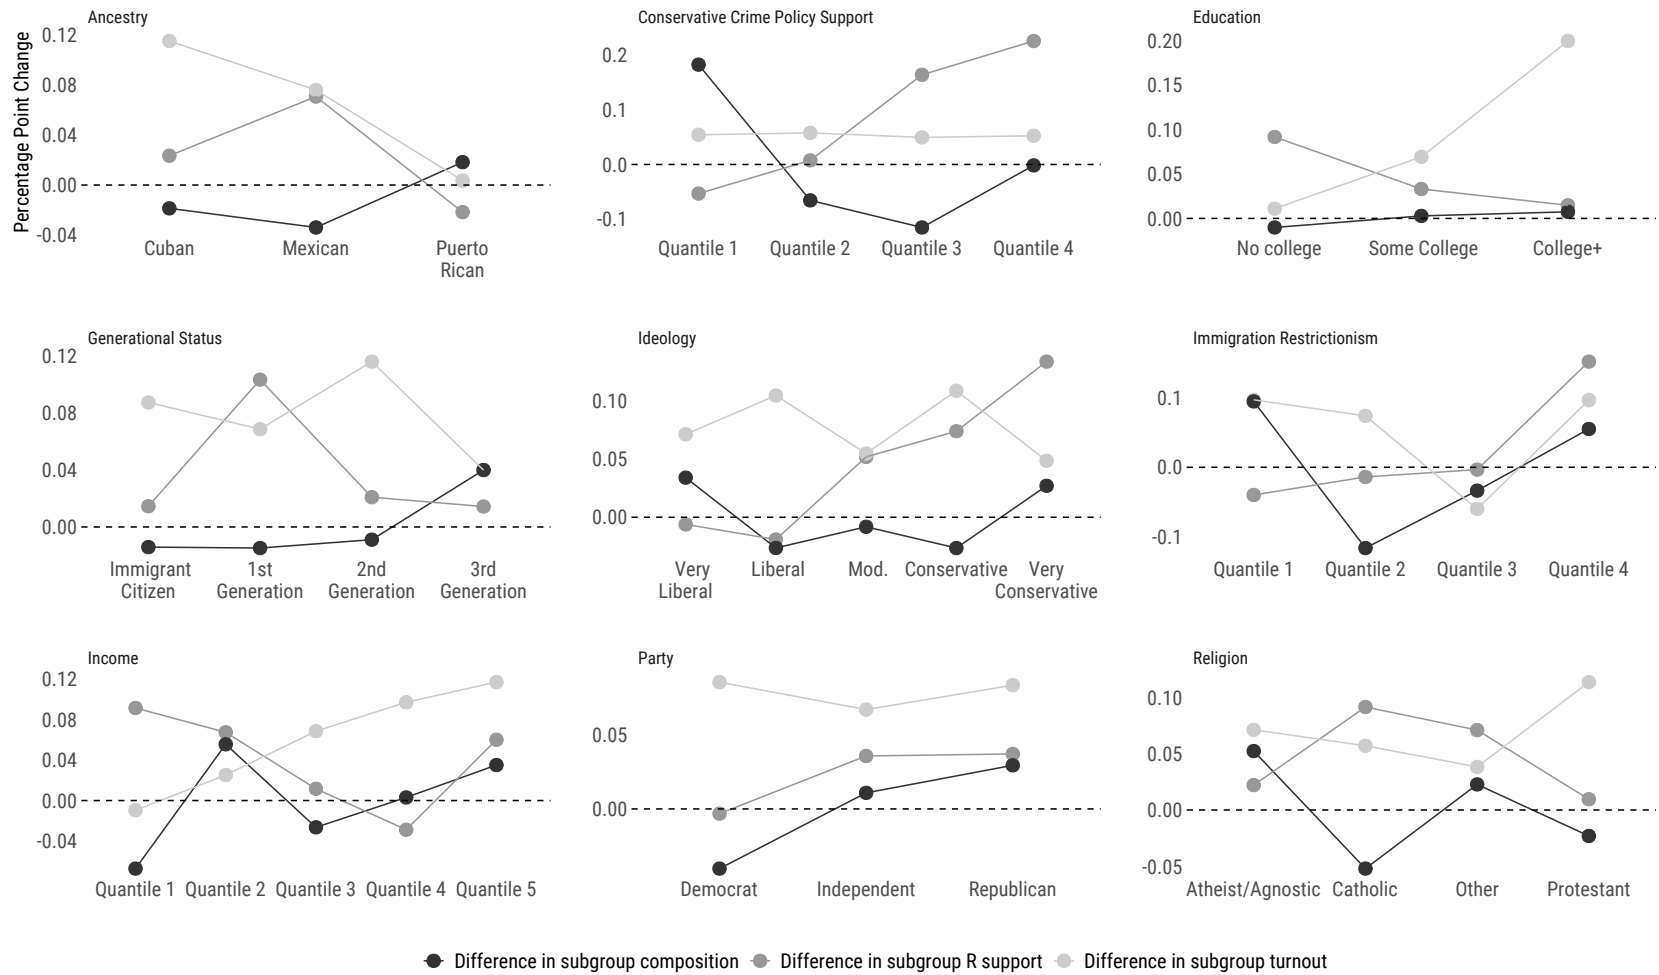 Ancestry
Percentage Point Change
0.12
0.08
0.04
0.00
-0.04
Cuban
Mexican
Puerto
Rican
Conservative Crime Policy Support
0.2
0.1
0.0
-0.1
Quantile 1
Quantile 2
Quantile 3
Quantile 4
Education
0.20
0.15
0.10
0.05
0.00
No college
Some College
College+
Generational Status
0.12
0.08
0.04
0.00
Immigrant
Citizen
1st
Generation
2nd
Generation
3rd
Generation
Ideology
0.10
0.05
0.00
Very
Liberal
Liberal
Mod.
Conservative
Very
Conservative
Immigration Restrictionism
0.1
0.0
-0.1
Quantile 1
Quantile 2
Quantile 3
Quantile 4
Income
0.12
0.08
0.04
0.00
-0.04
Quantile 1
Quantile 2
Quantile 3
Quantile 4
Quantile 5
Party
0.05
0.00
Democrat
Independent
Republican
Religion
0.10
0.05
0.00
-0.05
Atheist/Agnostic
Catholic
Other
Protestant
Difference in subgroup composition
Difference in subgroup R support
Difference in subgroup turnout